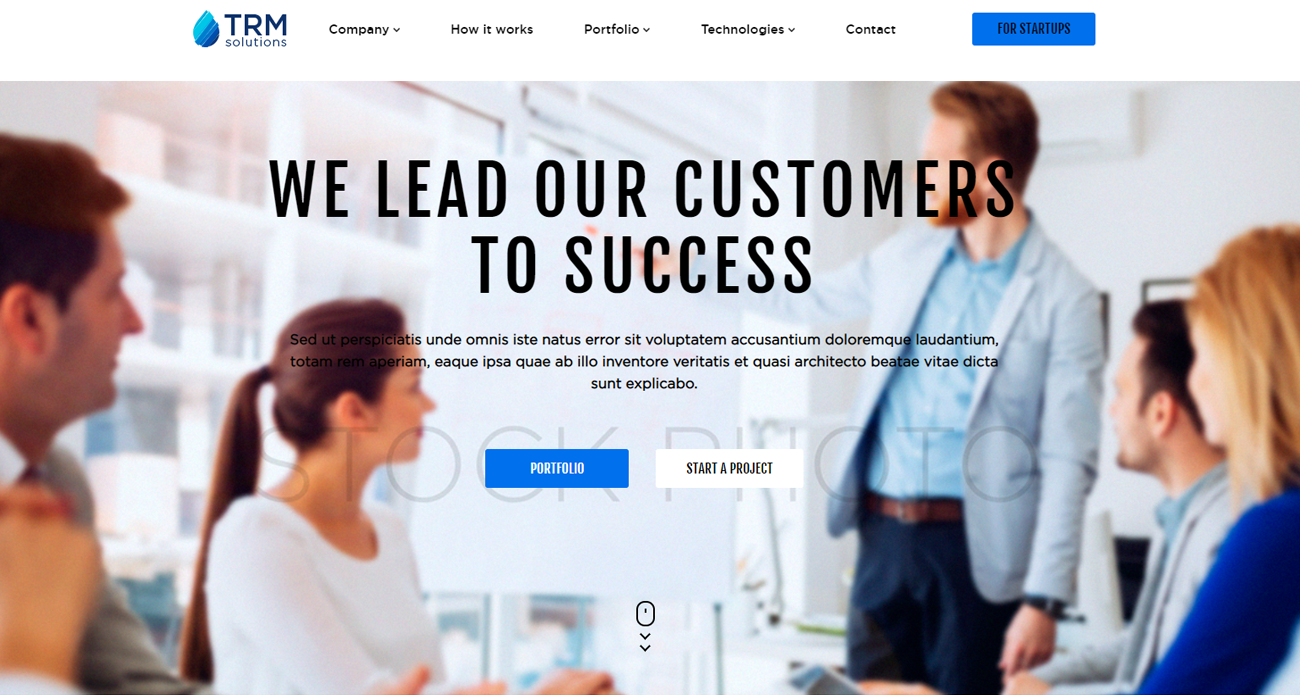 TRM
solutions
Company
How it works
Portfolio
Technologies
Contact
FOR STARTUPS
WE LEAD OUR CUSTOMERS
TO SUCCESS
Sed ut perspiciatis unde omnis iste natus error sit voluptatem accusantium doloremque laudantium,
totam rem aperiam, eaque ipsa quae ab illo inventore veritatis et quasi architecto beatae vitae dicta
sunt explicabo.
STOCK PHOTO
PORTFOLIO
START A PROJECT